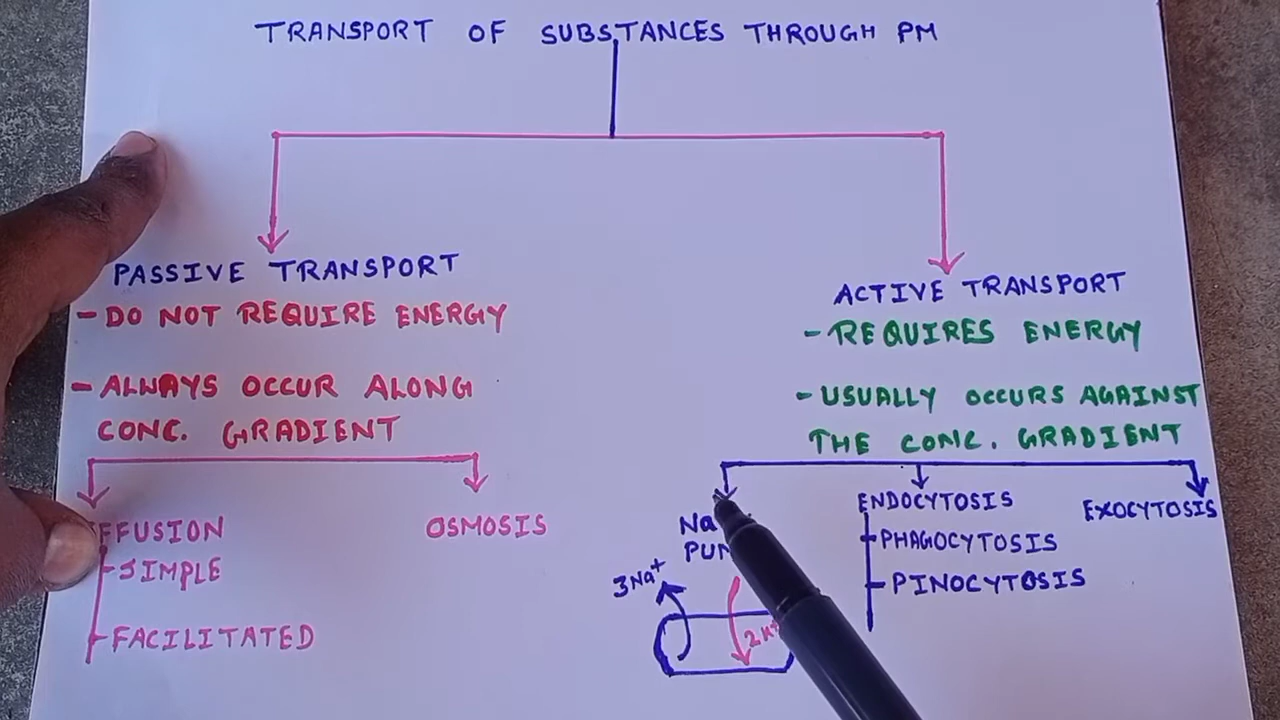 TRANSPORT OF SUBSTANCES THROUGH PM
PASSIVE TRANSPORT
- DO NOT REQUIRE ENERGY
- ALWAYS OCCUR ALONG
CONC. GRADIENT
SIMPLE
FACILITATED
OSMOSIS
ACTIVE TRANSPORT
- REQUIRES ENERGY
- USUALLY OCCURS AGAINST
THE CONC. GRADIENT
Na
3Na+
ENDOCYTOSIS
PHAGOCYTOSIS
PINOCYTOSIS
EXOCYTOSIS